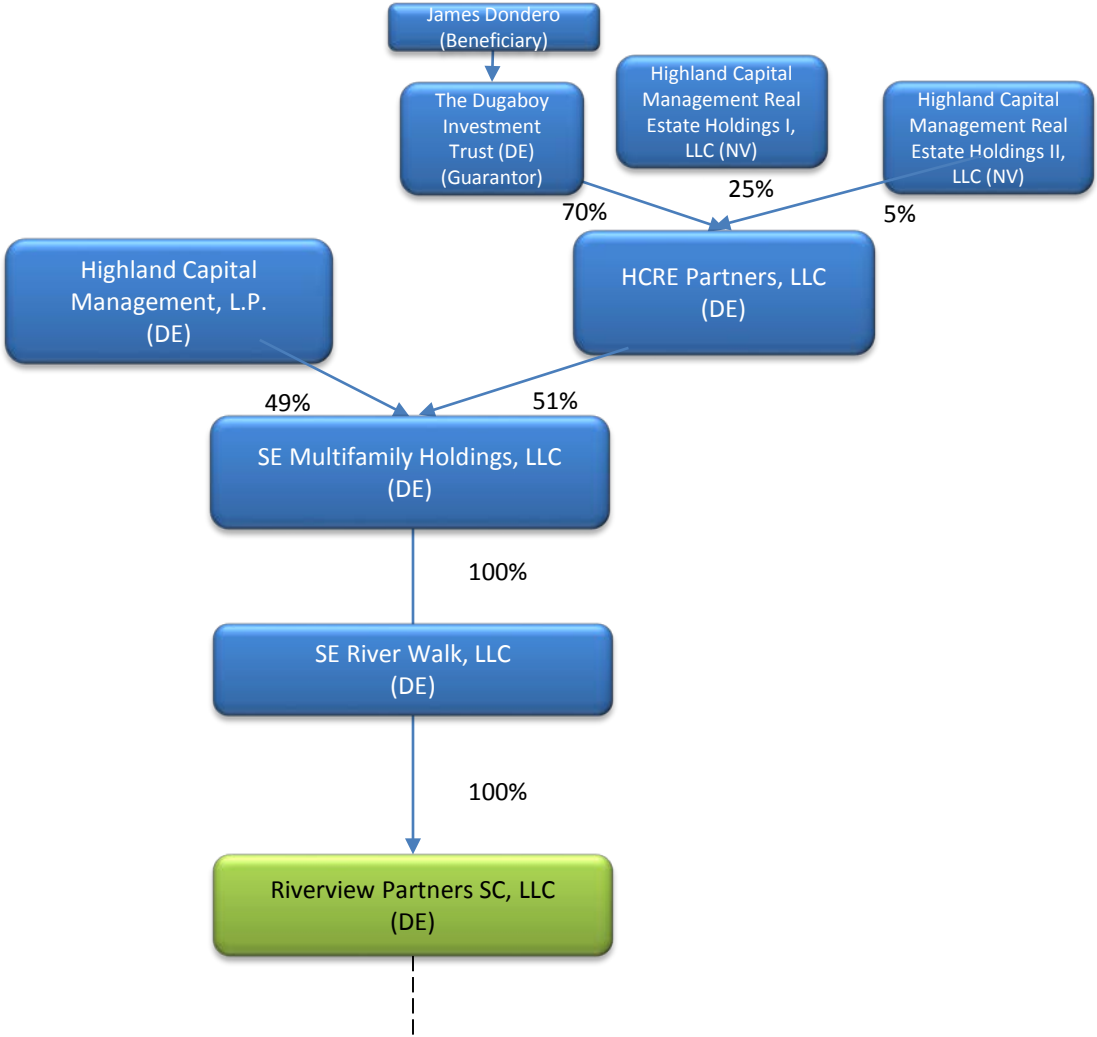 James Dondero
(Beneficiary)
The Dugaboy
Investment
Trust (DE)
(Guarantor)
Highland Capital
Management Real
Estate Holdings I,
LLC (NV)
Highland Capital
Management Real
Estate Holdings II,
LLC (NV)
70%
25%
5%
Highland Capital
Management, L.P.
(DE)
HCRE Partners, LLC
(DE)
49%
51%
SE Multifamily Holdings, LLC
(DE)
100%
SE River Walk, LLC
(DE)
100%
Riverview Partners SC, LLC
(DE)